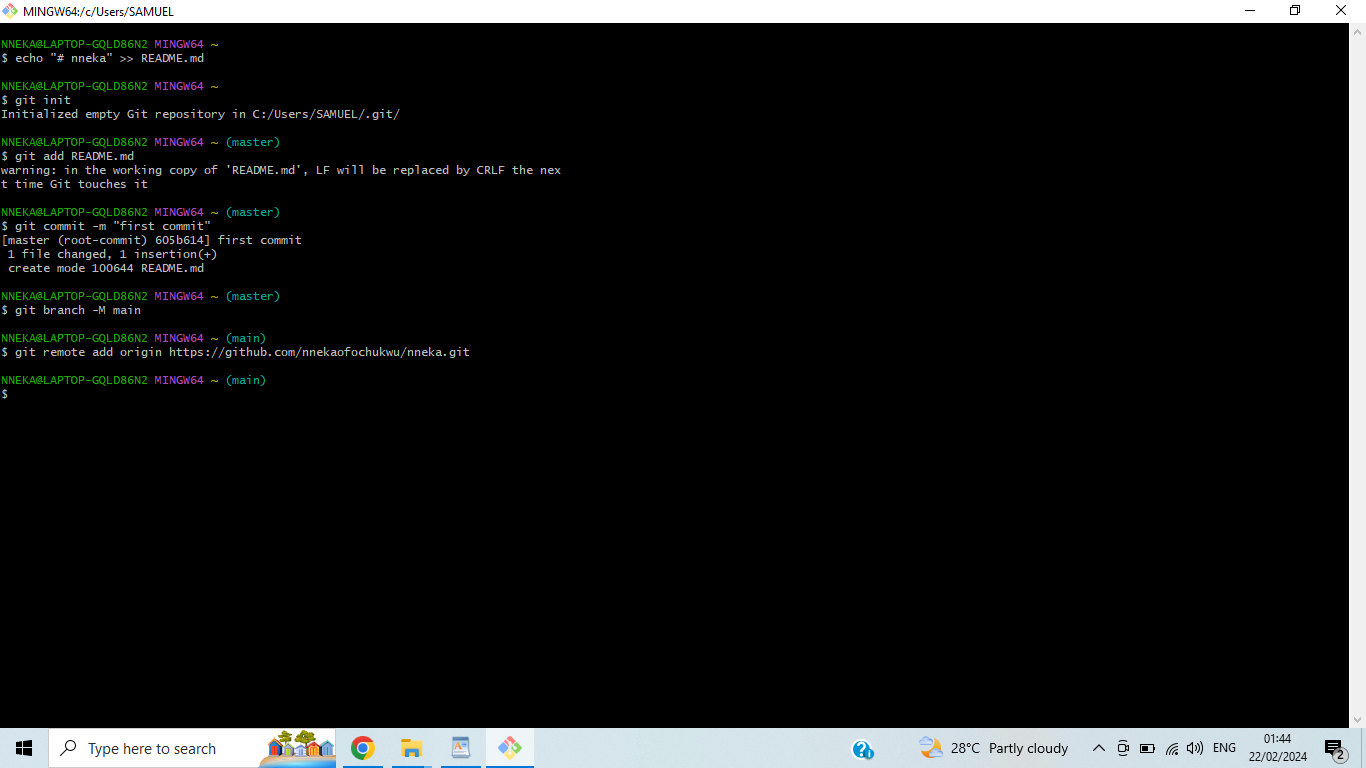 MINGW64:/c/Users/SAMUEL
NNEKA@LAPTOP-GQLD86N2 MINGW64 ~
$ echo "# nneka" >> README.md
NNEKA@LAPTOP-GQLD86N2 MINGW64 ~
$ git init
Initialized empty Git repository in C:/Users/SAMUEL/.git/
NNEKA@LAPTOP-GQLD86N2 MINGW64 ~ (master)
$ git add README.md
warning: in the working copy of 'README.md', LF will be replaced by CRLF the nex
t time Git touches it
NNEKA@LAPTOP-GQLD86N2 MINGW64 ~ (master)
$ git commit -m "first commit"
[master (root-commit) 605b614] first commit
 1 file changed, 1 insertion(+)
 create mode 100644 README.md
NNEKA@LAPTOP-GQLD86N2 MINGW64 ~ (master)
$ git branch -M main
NNEKA@LAPTOP-GQLD86N2 MINGW64 ~ (main)
$ git remote add origin https://github.com/nnekaofochukwu/nneka.git
NNEKA@LAPTOP-GQLD86N2 MINGW64 ~ (main)
$
Type here to search
28°C Partly cloudy
ENG
01:44
22/02/2024
2